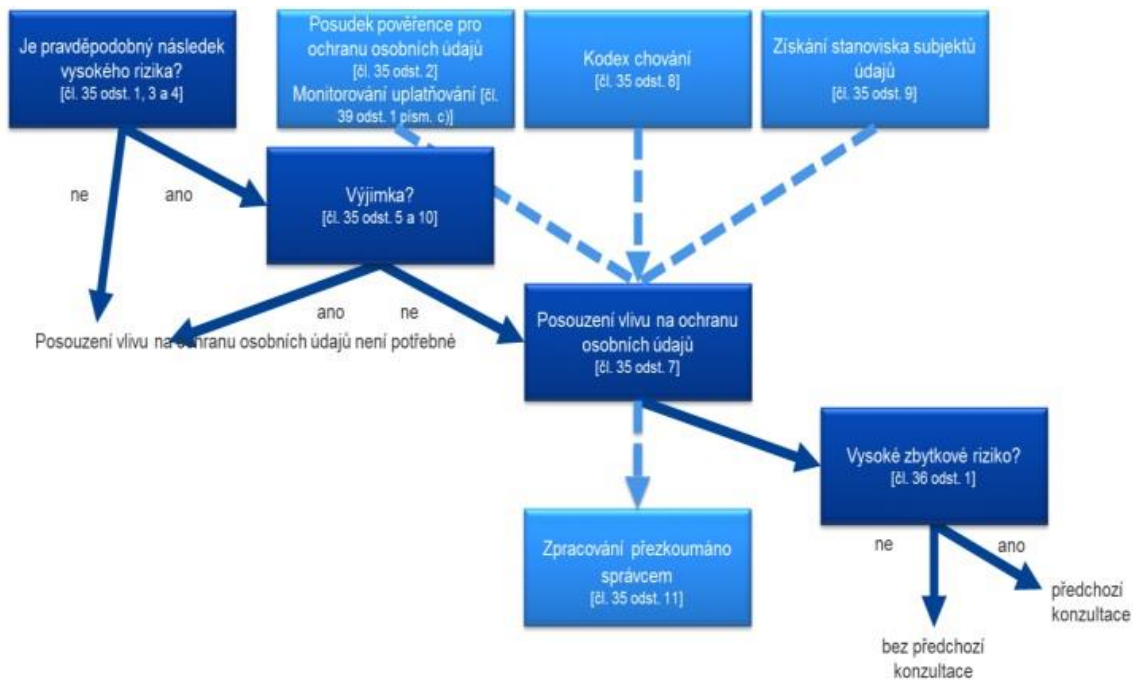 Je pravděpodobný následek
vysokého rizika?
[čl. 35 odst. 1, 3 a 4]
Posudek pověřence pro
ochranu osobních údajů
[čl. 35 odst. 2]
Monitorování uplatňování [čl.
39 odst. 1 písm. c)]
Kodex chování
[čl. 35 odst. 8]
Získání stanoviska subjektů
údajů
[čl. 35 odst. 9]
ne
ano
Výjimka?
[čl. 35 odst. 5 a 10]
ano
ne
Posouzení vlivu na ochranu osobních údajů není potřebné
Posouzení vlivu na ochranu
osobních údajů
[čl. 35 odst. 7]
Vysoké zbytkové riziko?
[čl. 36 odst. 1]
Zpracování přezkoumáno
správcem
[čl. 35 odst. 11]
ne
ano
předchozí
konzultace
bez předchozí
konzultace